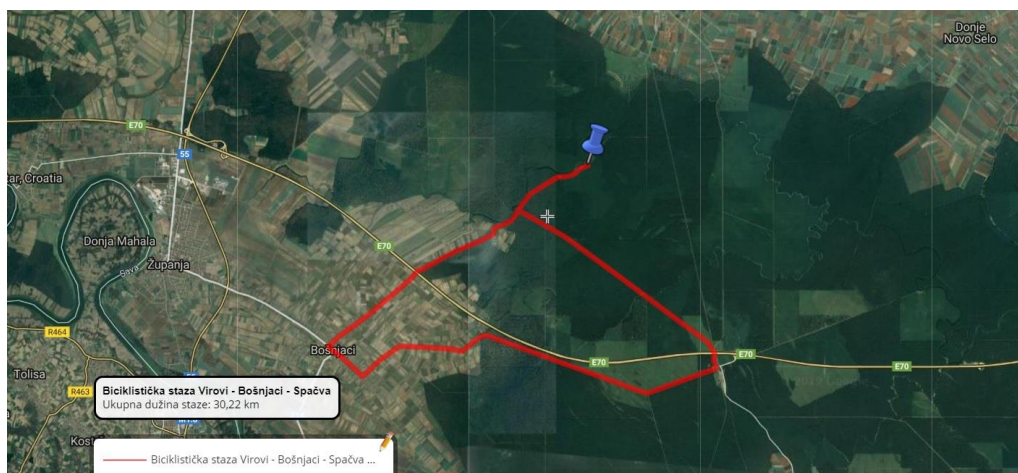 Donje
Novo Selo
E70
55
ar, Croatia
Donja Mahala
E70
Sava
Županja
R464
Bošnjaci
E70
E70
E70
Tolisa
R463
Biciklistička staza Virovi - Bošnjaci - Spačva
Ukupna dužina staze: 30,22 km
Biciklistička staza Virovi - Bošnjaci - Spačva ...